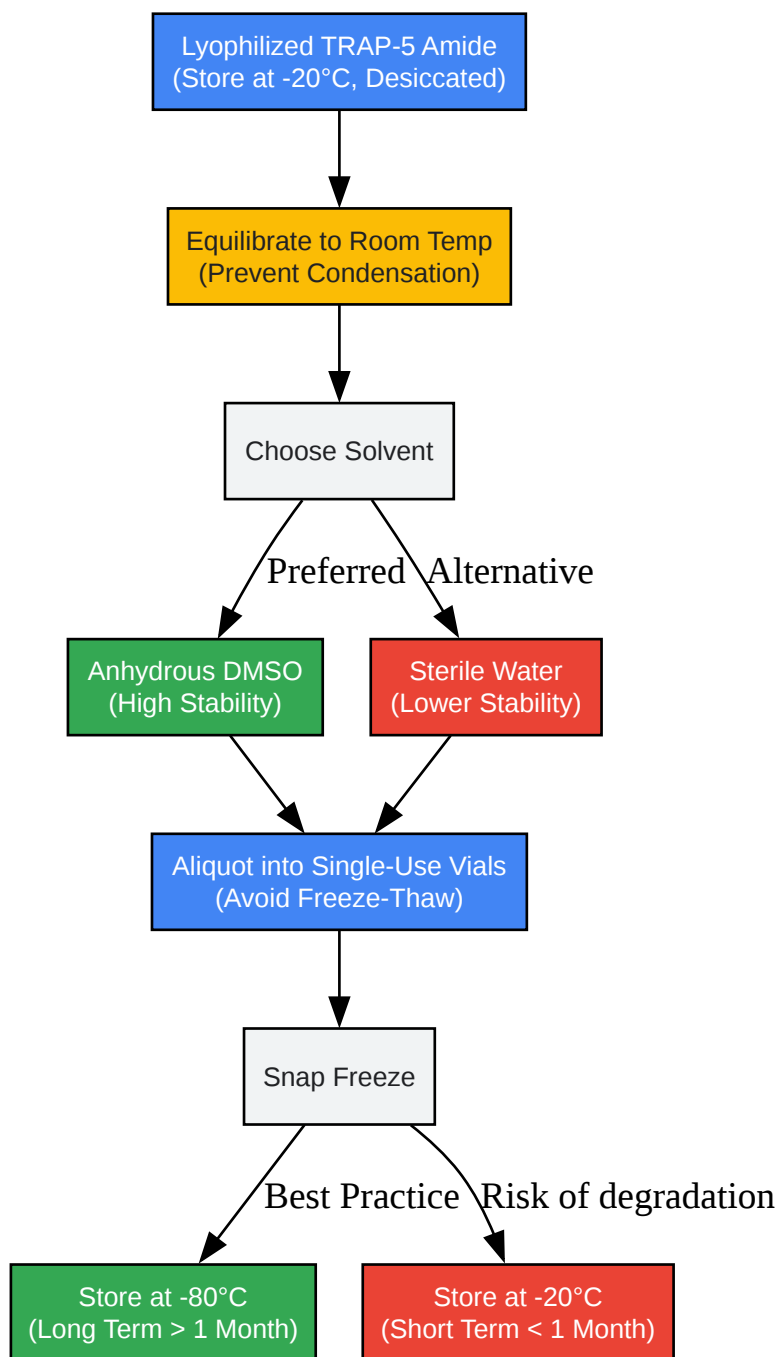 Lyophilized TRAP-5 Amide
(Store at -20°C, Desiccated)
Equilibrate to Room Temp
(Prevent Condensation)
Choose Solvent
Preferred
Alternative
Anhydrous DMSO
(High Stability)
Sterile Water
(Lower Stability)
Aliquot into Single-Use Vials
(Avoid Freeze-Thaw)
Snap Freeze
Best Practice
Risk of degradation
Store at -80°C
(Long Term > 1 Month)
Store at -20°C
(Short Term < 1 Month)